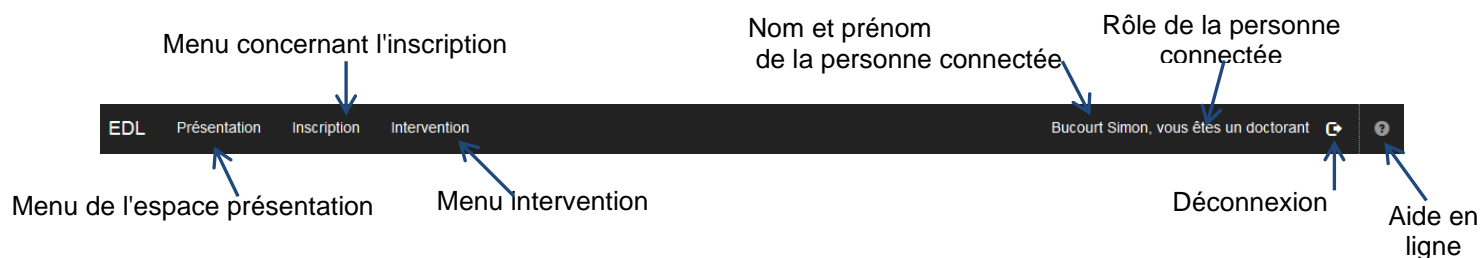 Menu concernant l'inscription
Nom et prénom
de la personne connectée
Rôle de la personne
connectée
EDL Présentation Inscription Intervention Bucourt Simon, vous êtes un doctorant ?
Menu de l'espace présentation
Menu intervention
Déconnexion
Aide en
ligne